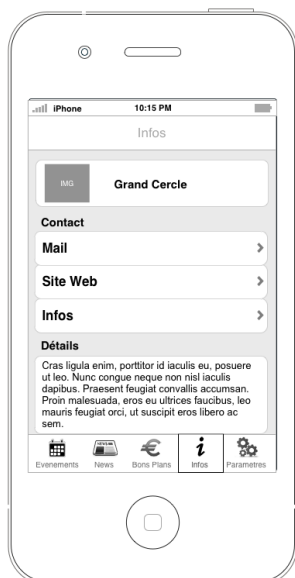 iPhone 10:15 PM
Infos
IMG Grand Cercle
Contact
Mail
Site Web
Infos
Détails
Cras ligula enim, porttitor id iaculis eu, posuere
ut leo. Nunc congue neque non nisl iaculis
dapibus. Praesent feugiat convallis accumsan.
Proin malesuada, eros eu ultrices faucibus, leo
mauris feugiat orci, ut suscipit eros libero ac
sem.
Evenements News Bons Plans Infos Parametres